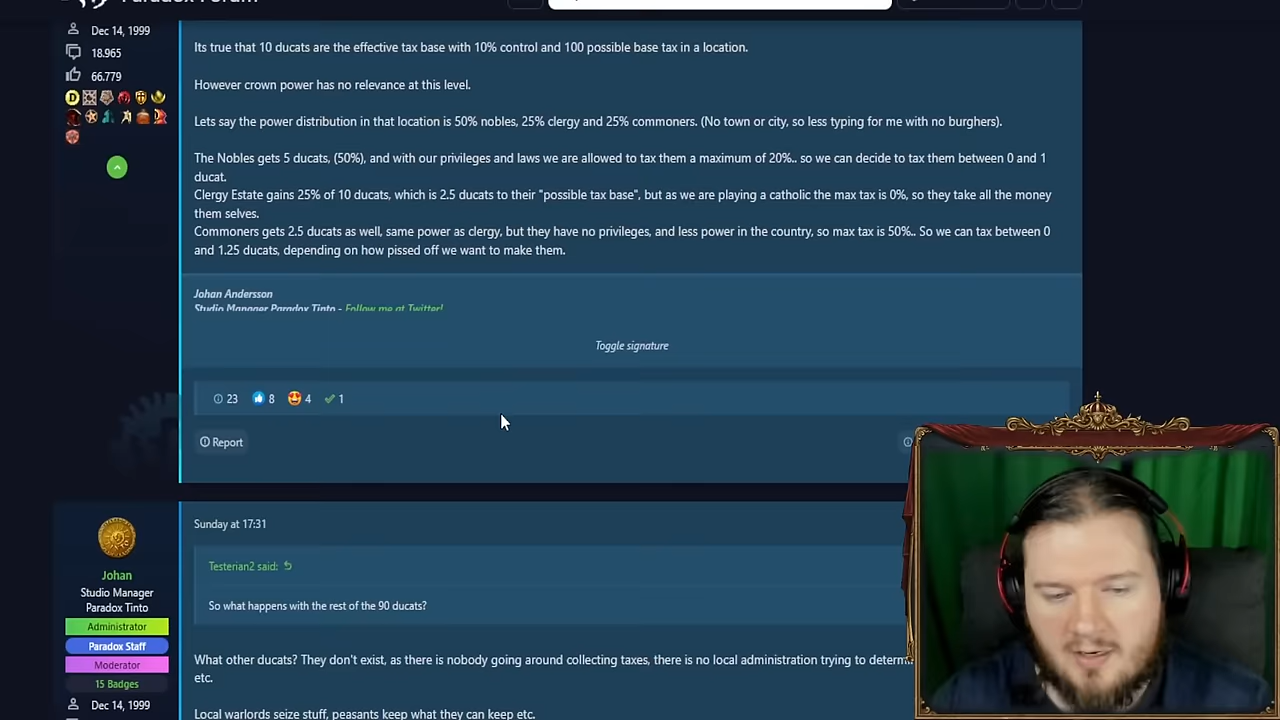 Paradox Forum
Dec 14, 1999
18.965
66.779
Its true that 10 ducats are the effective tax base with 10% control and 100 possible base tax in a location.
However crown power has no relevance at this level.
Lets say the power distribution in that location is 50% nobles, 25% clergy and 25% commoners. (No town or city, so less typing for me with no burghers).
The Nobles gets 5 ducats, (50%), and with our privileges and laws we are allowed to tax them a maximum of 20%.. so we can decide to tax them between 0 and 1
ducat.
Clergy Estate gains 25% of 10 ducats, which is 2.5 ducats to their "possible tax base", but as we are playing a catholic the max tax is 0%, so they take all the money
them selves.
Commoners gets 2.5 ducats as well, same power as clergy, but they have no privileges, and less power in the country, so max tax is 50%.. So we can tax between 0
and 1.25 ducats, depending on how pissed off we want to make them.
Johan Andersson
Studio Manager Paradox Tinto - Follow me at Twitter!
Toggle signature
23 8 4 1
Report
Johan
Studio Manager
Paradox Tinto
Administrator
Paradox Staff
Moderator
15 Badges
Dec 14, 1999
Sunday at 17:31
Testerian2 said:
So what happens with the rest of the 90 ducats?
What other ducats? They don't exist, as there is nobody going around collecting taxes, there is no local administration trying to
etc.
Local warlords seize stuff, peasants keep what they can keep etc.